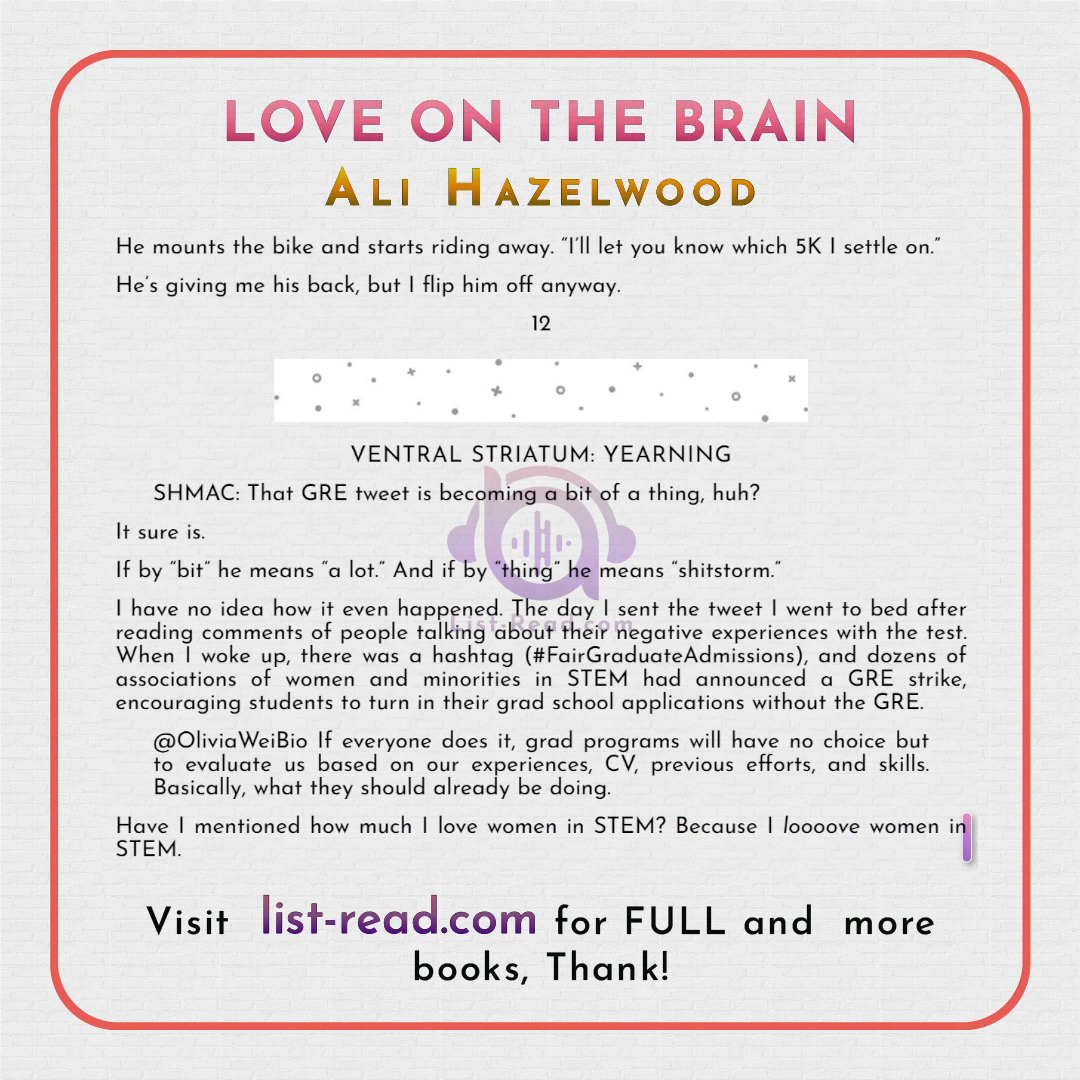 LOVE ON THE BRAIN
ALI HAZELWOOD
He mounts the bike and starts riding away. “I’ll let you know which 5K I settle on.”
He’s giving me his back, but I flip him off anyway.
12
VENTRAL STRIATUM: YEARNING
SHMAC: That GRE tweet is becoming a bit of a thing, huh?
It sure is.
If by “bit” he means “a lot.” And if by “thing” he means “shitstorm.”
I have no idea how it even happened. The day I sent the tweet I went to bed after
reading comments of people talking about their negative experiences with the test.
When I woke up, there was a hashtag (#FairGraduateAdmissions), and dozens of
associations of women and minorities in STEM had announced a GRE strike,
encouraging students to turn in their grad school applications without the GRE.
@OliviaWeiBio If everyone does it, grad programs will have no choice but
to evaluate us based on our experiences, CV, previous efforts, and skills.
Basically, what they should already be doing.
Have I mentioned how much I love women in STEM? Because I loooove women in
STEM.
List-Read.com
Visit list-read.com for FULL and more
books, Thank!